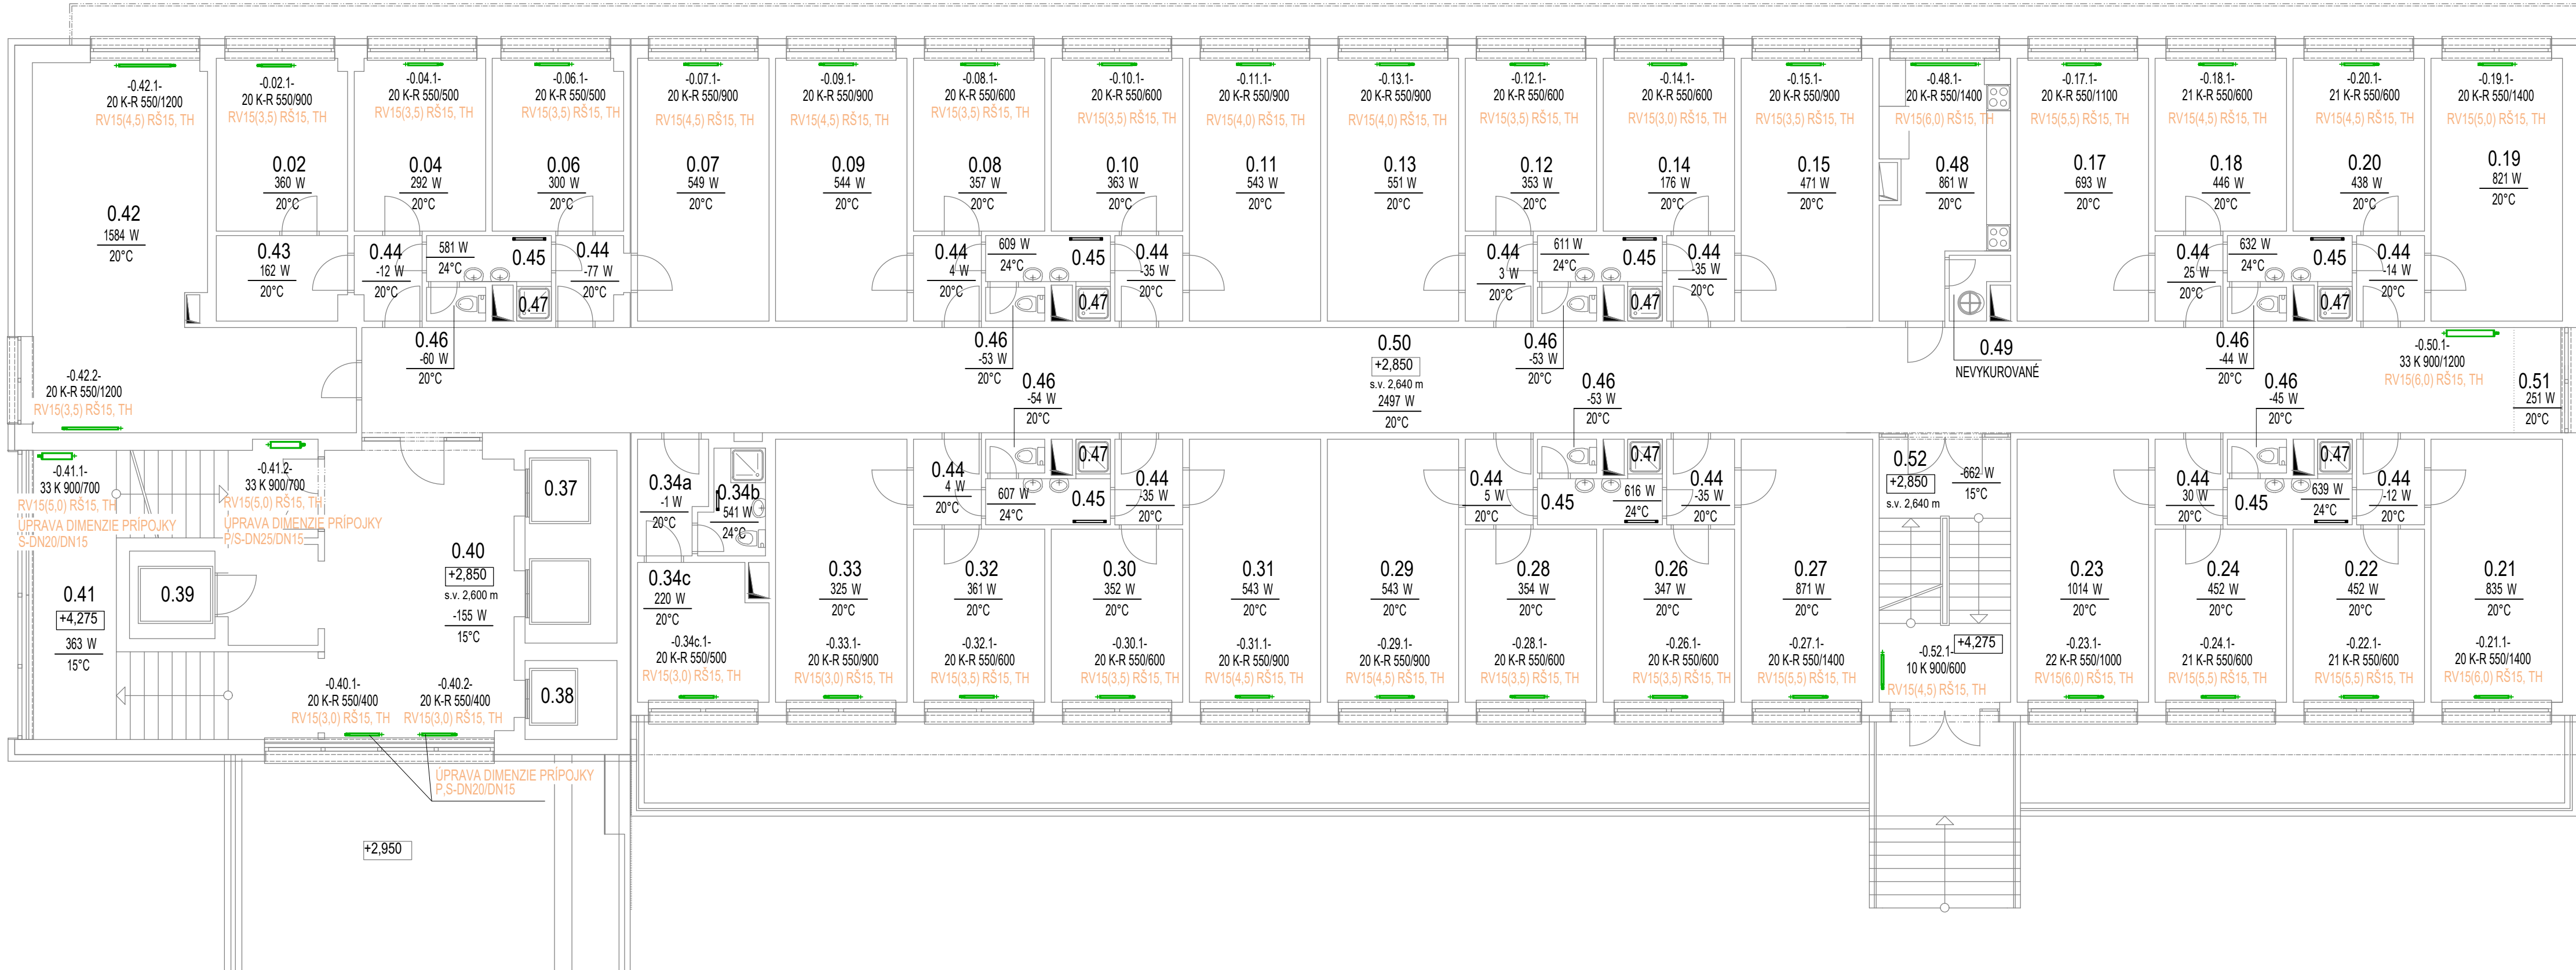 -0.42.1-
20 K-R 550/1200
RV15(4,5) RŠ15, TH
-0.02.1-
20 K-R 550/900
RV15(3,5) RŠ15, TH
-0.04.1-
20 K-R 550/500
RV15(3,5) RŠ15, TH
-0.06.1-
20 K-R 550/500
RV15(3,5) RŠ15, TH
-0.07.1-
20 K-R 550/900
RV15(4,5) RŠ15, TH
-0.09.1-
20 K-R 550/900
RV15(4,5) RŠ15, TH
-0.08.1-
20 K-R 550/600
RV15(3,5) RŠ15, TH
-0.10.1-
20 K-R 550/600
RV15(3,5) RŠ15, TH
-0.11.1-
20 K-R 550/900
RV15(4,0) RŠ15, TH
-0.13.1-
20 K-R 550/900
RV15(4,0) RŠ15, TH
-0.12.1-
20 K-R 550/600
RV15(3,5) RŠ15, TH
-0.14.1-
20 K-R 550/600
RV15(3,0) RŠ15, TH
-0.15.1-
20 K-R 550/900
RV15(3,5) RŠ15, TH
-0.48.1-
20 K-R 550/1400
RV15(6,0) RŠ15, TH
-0.17.1-
20 K-R 550/1100
RV15(5,5) RŠ15, TH
-0.18.1-
21 K-R 550/600
RV15(4,5) RŠ15, TH
-0.20.1-
21 K-R 550/600
RV15(4,5) RŠ15, TH
-0.19.1-
20 K-R 550/1400
RV15(5,0) RŠ15, TH
0.42
1584 W
20°C
0.02
360 W
20°C
0.04
292 W
20°C
0.06
300 W
20°C
0.07
549 W
20°C
0.09
544 W
20°C
0.08
357 W
20°C
0.10
363 W
20°C
0.11
543 W
20°C
0.13
551 W
20°C
0.12
353 W
20°C
0.14
176 W
20°C
0.15
471 W
20°C
0.48
861 W
20°C
0.17
693 W
20°C
0.18
446 W
20°C
0.20
438 W
20°C
0.19
821 W
20°C
0.43
162 W
20°C
0.44
-12 W
20°C
581 W
24°C
0.45
0.47
0.44
-77 W
20°C
0.44
4 W
20°C
609 W
24°C
0.45
0.47
0.44
-35 W
20°C
0.44
3 W
20°C
611 W
24°C
0.45
0.47
0.44
-35 W
20°C
0.44
25 W
20°C
632 W
24°C
0.45
0.47
0.44
-14 W
20°C
0.46
-60 W
20°C
0.46
-53 W
20°C
0.46
-54 W
20°C
0.50
+2,850
s.v. 2,640 m
2497 W
20°C
0.46
-53 W
20°C
0.46
-53 W
20°C
0.49
NEVYKUROVANÉ
0.46
-44 W
20°C
0.46
-45 W
20°C
-0.50.1-
33 K 900/1200
RV15(6,0) RŠ15, TH
0.51
251 W
20°C
-0.42.2-
20 K-R 550/1200
RV15(3,5) RŠ15, TH
-0.41.1-
33 K 900/700
RV15(5,0) RŠ15, TH
ÚPRAVA DIMENZIE PRÍPOJKY
S-DN20/DN15
-0.41.2-
33 K 900/700
RV15(5,0) RŠ15, TH
ÚPRAVA DIMENZIE PRÍPOJKY
P/S-DN25/DN15
0.37
0.34a
-1 W
20°C
0.34b
541 W
24°C
0.44
4 W
20°C
607 W
24°C
0.45
0.47
0.44
-35 W
20°C
0.44
5 W
20°C
0.45
616 W
24°C
0.47
0.44
-35 W
20°C
0.52
+2,850
s.v. 2,640 m
-662 W
15°C
0.44
30 W
20°C
0.45
639 W
24°C
0.47
0.44
-12 W
20°C
0.41
+4,275
363 W
15°C
0.39
0.40
+2,850
s.v. 2,600 m
-155 W
15°C
0.34c
220 W
20°C
0.33
325 W
20°C
0.32
361 W
20°C
0.30
352 W
20°C
0.31
543 W
20°C
0.29
543 W
20°C
0.28
354 W
20°C
0.26
347 W
20°C
0.27
871 W
20°C
0.23
1014 W
20°C
0.24
452 W
20°C
0.22
452 W
20°C
0.21
835 W
20°C
-0.40.1-
20 K-R 550/400
RV15(3,0) RŠ15, TH
-0.40.2-
20 K-R 550/400
RV15(3,0) RŠ15, TH
0.38
-0.34c.1-
20 K-R 550/500
RV15(3,0) RŠ15, TH
-0.33.1-
20 K-R 550/900
RV15(3,0) RŠ15, TH
-0.32.1-
20 K-R 550/600
RV15(3,5) RŠ15, TH
-0.30.1-
20 K-R 550/600
RV15(3,5) RŠ15, TH
-0.31.1-
20 K-R 550/900
RV15(4,5) RŠ15, TH
-0.29.1-
20 K-R 550/900
RV15(4,5) RŠ15, TH
-0.28.1-
20 K-R 550/600
RV15(3,5) RŠ15, TH
-0.26.1-
20 K-R 550/600
RV15(3,5) RŠ15, TH
-0.27.1-
20 K-R 550/1400
RV15(5,5) RŠ15, TH
+4,275
-0.52.1-
10 K 900/600
RV15(4,5) RŠ15, TH
-0.23.1-
22 K-R 550/1000
RV15(6,0) RŠ15, TH
-0.24.1-
21 K-R 550/600
RV15(5,5) RŠ15, TH
-0.22.1-
21 K-R 550/600
RV15(5,5) RŠ15, TH
-0.21.1-
20 K-R 550/1400
RV15(6,0) RŠ15, TH
ÚPRAVA DIMENZIE PRÍPOJKY
P,S-DN20/DN15
+2,950